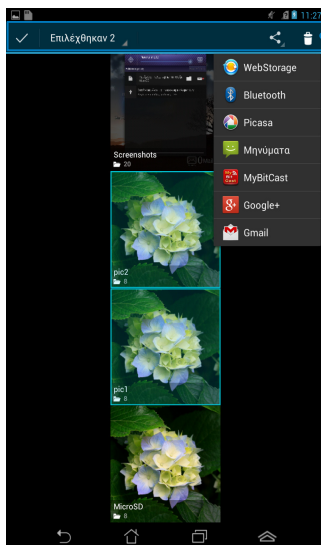 11:27
Επιλέχθηκαν 2
WebStorage
Bluetooth
Picasa
Μηνύματα
MyBitCast
Google+
Gmail
Screenshots
20
pic2
8
pic1
8
MicroSD
8